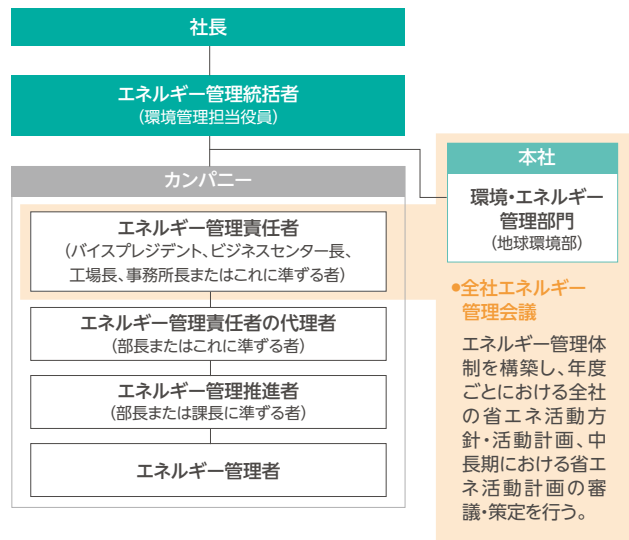 社長
エネルギー管理統括者
(環境管理担当役員)
カンパニー
エネルギー管理責任者
(バイスプレジデント、ビジネスセンター長、
工場長、事務所長またはこれに準ずる者)
エネルギー管理責任者の代理者
(部長またはこれに準ずる者)
エネルギー管理推進者
(部長または課長に準ずる者)
エネルギー管理者
本社
環境・エネルギー
管理部門
(地球環境部)
●全社エネルギー
管理会議
エネルギー管理体
制を構築し、年度
ごとにおける全社
の省エネ活動方
針・活動計画、中
長期における省エ
ネ活動計画の審
議・策定を行う。